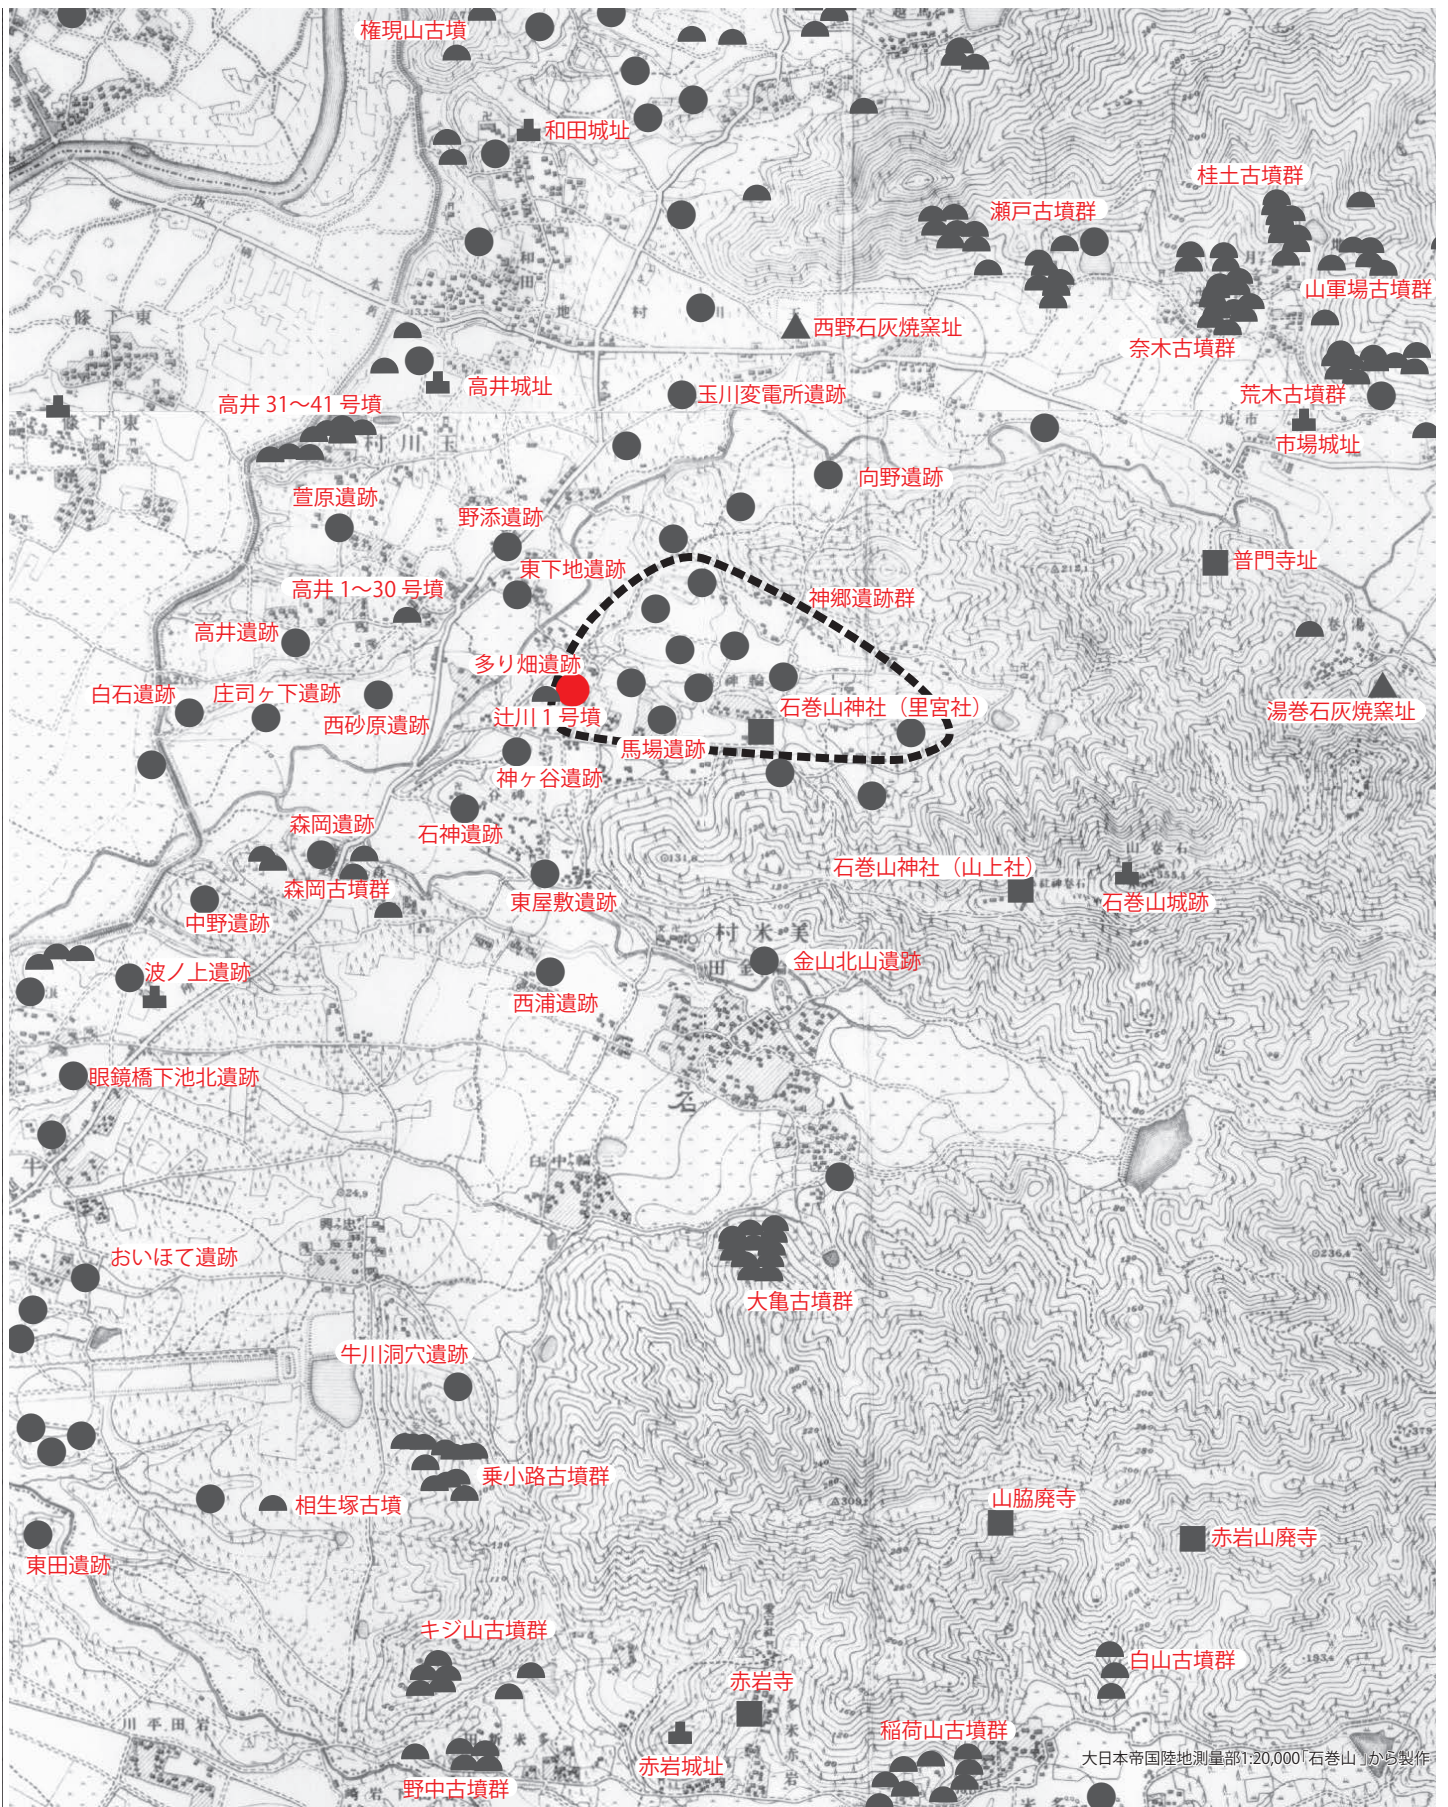 権現山古墳
和田城址
桂土古墳群
瀬戸古墳群
山軍場古墳群
西野石灰焼窯址
奈木古墳群
高井城址
玉川変電所遺跡
荒木古墳群
高井 31〜41 号墳
市場城址
向野遺跡
萱原遺跡
野添遺跡
普門寺址
東下地遺跡
高井 1〜30 号墳
神郷遺跡群
高井遺跡
多り畑遺跡
白石遺跡
庄司ヶ下遺跡
西砂原遺跡
辻川 1 号墳
石巻山神社（里宮社）
湯巻石灰焼窯址
馬場遺跡
神ヶ谷遺跡
森岡遺跡
石神遺跡
石巻山神社（山上社）
森岡古墳群
東屋敷遺跡
石巻山城跡
中野遺跡
波ノ上遺跡
金山北山遺跡
西浦遺跡
眼鏡橋下池北遺跡
おいほて遺跡
大亀古墳群
牛川洞穴遺跡
乗小路古墳群
相生塚古墳
山脇廃寺
赤岩山廃寺
東田遺跡
キジ山古墳群
白山古墳群
赤岩寺
稲荷山古墳群
赤岩城址
野中古墳群
大日本帝国陸地測量部1:20,000「石巻山 」から製作